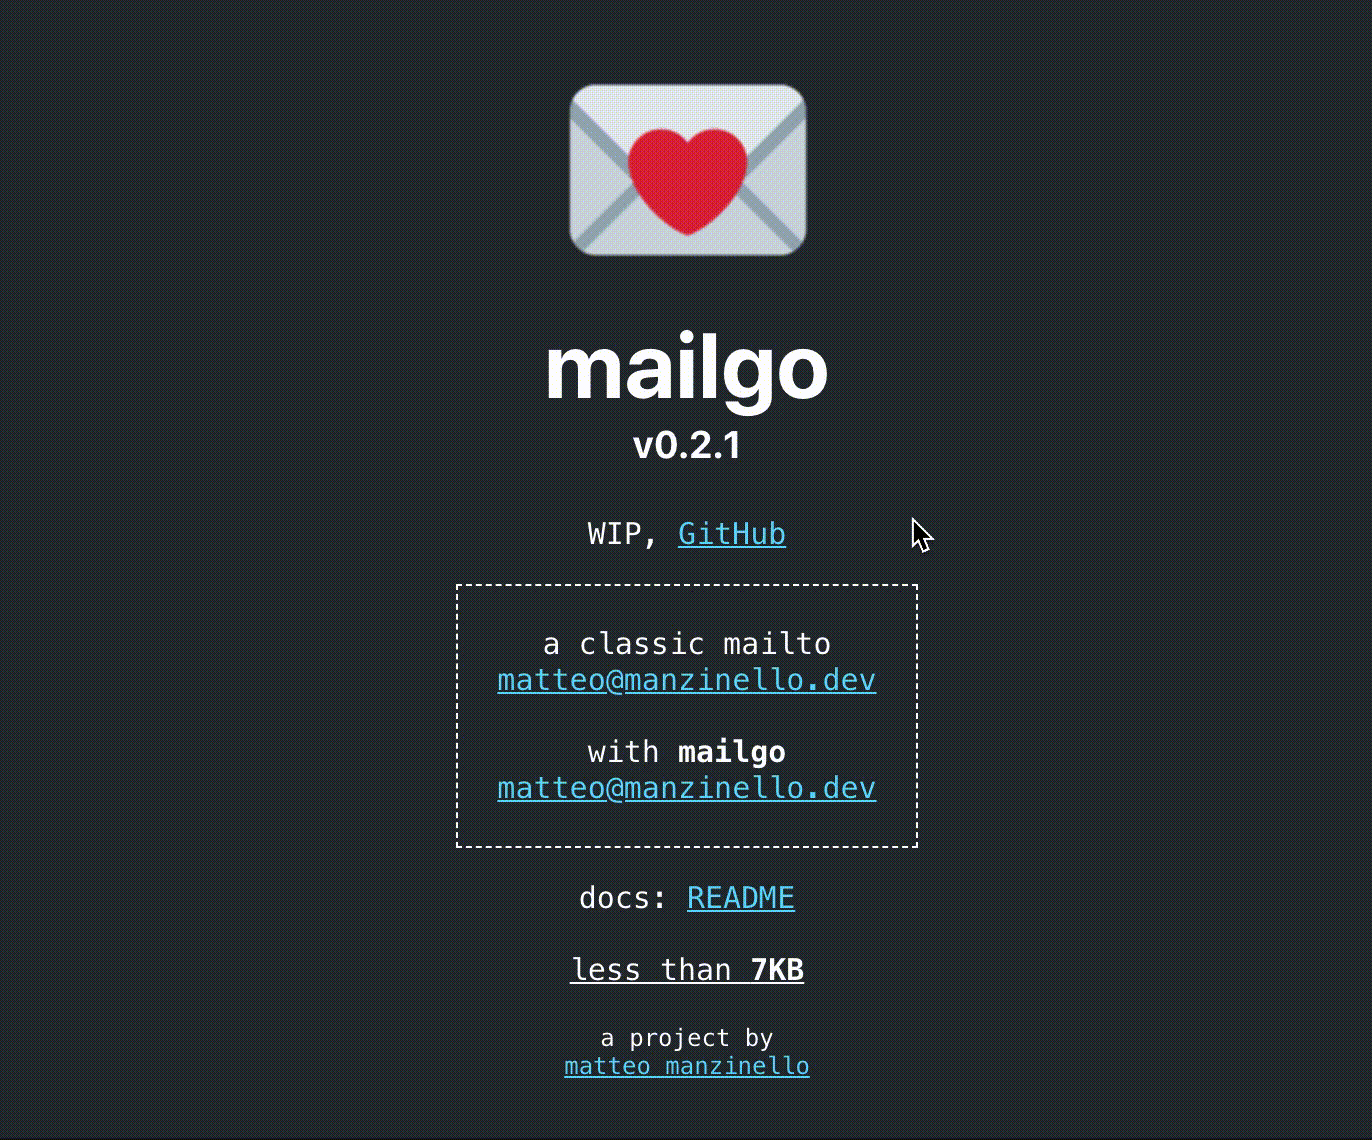 mailgo
v0.2.1
WIP, GitHub
a classic mailto
matteo@manzinello.dev
with mailgo
matteo@manzinello.dev
docs: README
less than 7KB
a project by
matteo manzinello